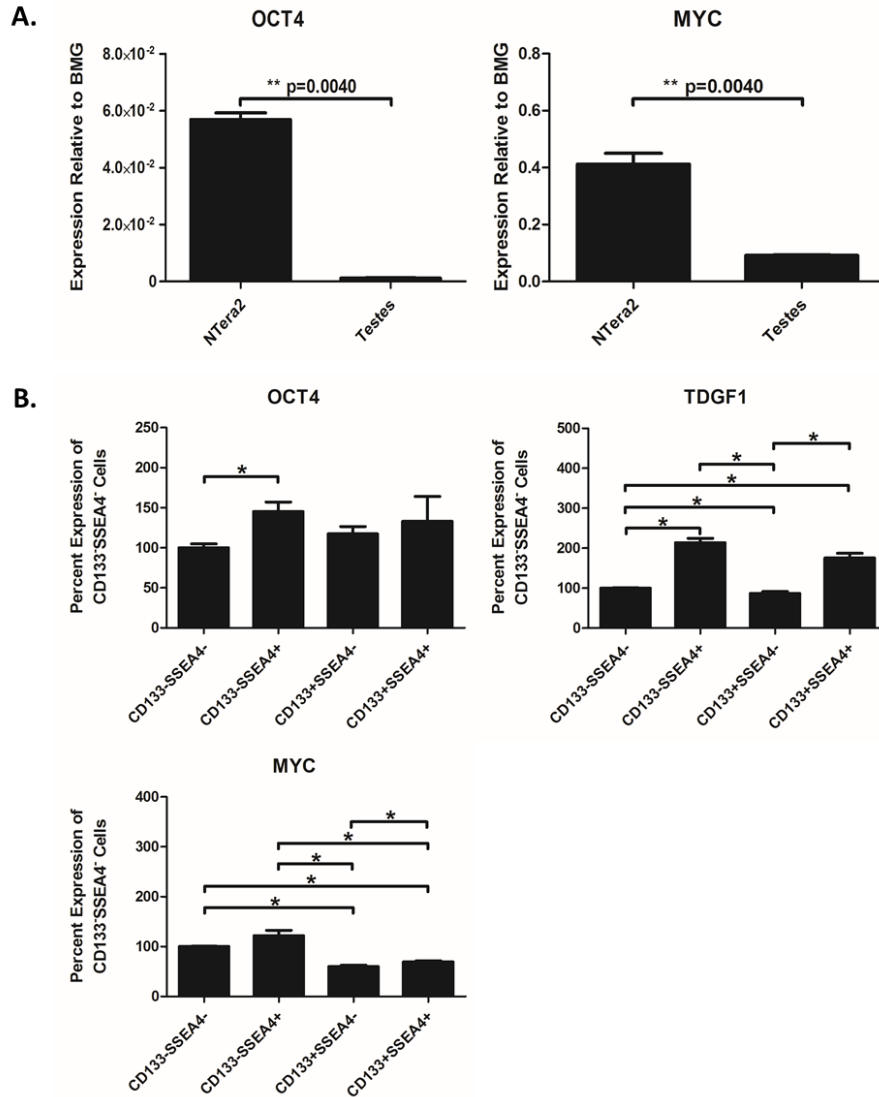 A.
OCT4
Expression Relative to BMG
8.0×10⁻²
6.0×10⁻²
4.0×10⁻²
2.0×10⁻²
0
** p=0.0040
NTera2
Testes
MYC
Expression Relative to BMG
0.8
0.6
0.4
0.2
0.0
** p=0.0040
NTera2
Testes
B.
OCT4
Percent Expression of
CD133⁻SSEA4⁻ Cells
250
200
150
100
50
0
*
CD133-SSEA4-
CD133-SSEA4+
CD133+SSEA4-
CD133+SSEA4+
TDGF1
Percent Expression of
CD133⁻SSEA4⁻ Cells
500
400
300
200
100
0
*
*
*
*
*
CD133-SSEA4-
CD133-SSEA4+
CD133+SSEA4-
CD133+SSEA4+
MYC
Percent Expression of
CD133⁻SSEA4⁻ Cells
400
300
200
100
0
*
*
*
*
*
CD133-SSEA4-
CD133-SSEA4+
CD133+SSEA4-
CD133+SSEA4+